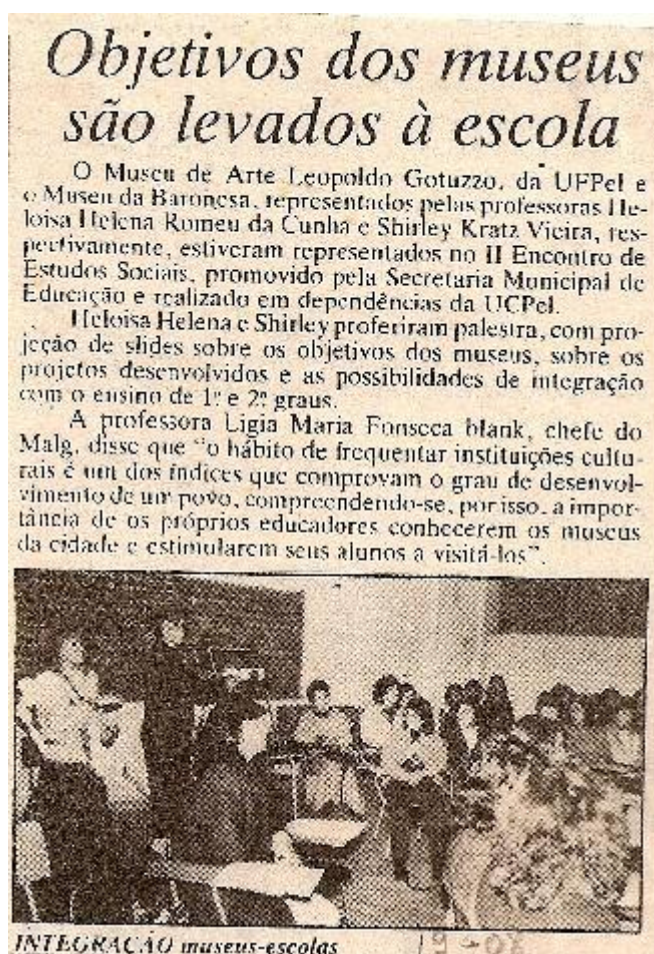 Objetivos dos museus
são levados à escola
O Museu de Arte Leopoldo Gotuzzo, da UFPel e
o Museu da Baronesa, representados pelas professoras He-
loisa Helena Romeu da Cunha e Shirley Kratz Vieira, res-
pectivamente, estiveram representados no II Encontro de
Estudos Sociais, promovido pela Secretaria Municipal de
Educação e realizado em dependências da UCPel.
Heloisa Helena e Shirley proferiram palestra, com pro-
jeção de slides sobre os objetivos dos museus, sobre os
projetos desenvolvidos e as possibilidades de integração
com o ensino de 1º e 2º graus.
A professora Ligia Maria Fonseca blank, chefe do
Malg, disse que "o hábito de frequentar instituições cultu-
rais é um dos índices que comprovam o grau de desenvol-
vimento de um povo, compreendendo-se, por isso, a impor-
tância de os próprios educadores conhecerem os museus
da cidade e estimularem seus alunos a visitá-los".
INTEGRAÇÃO museus-escolas